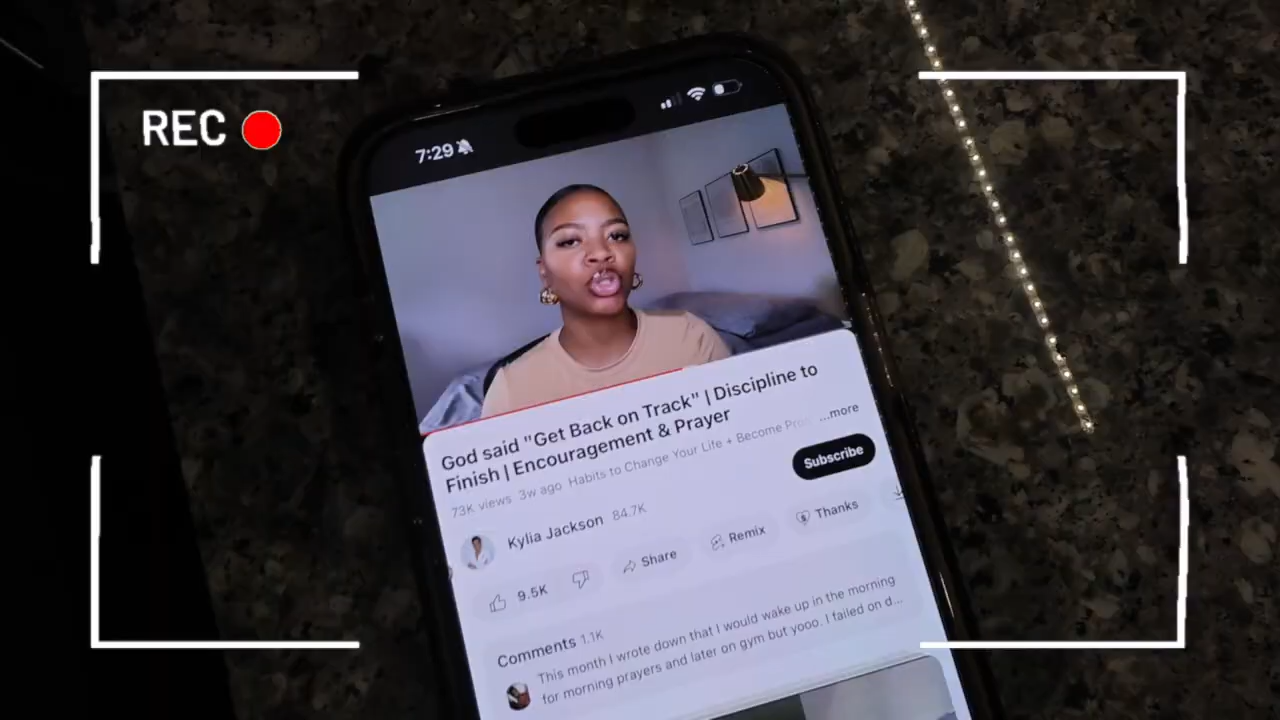 REC
7:29
God said "Get Back on Track" | Discipline to
Finish | Encouragement & Prayer
73K views 3w ago Habits to Change Your Life + Become ...more
Subscribe
Kylia Jackson 84.7K
9.5K
Share
Remix
Thanks
Comments 1.1K
This month I wrote down that I would wake up in the morning
for morning prayers and later on gym but yooo. I failed on d...